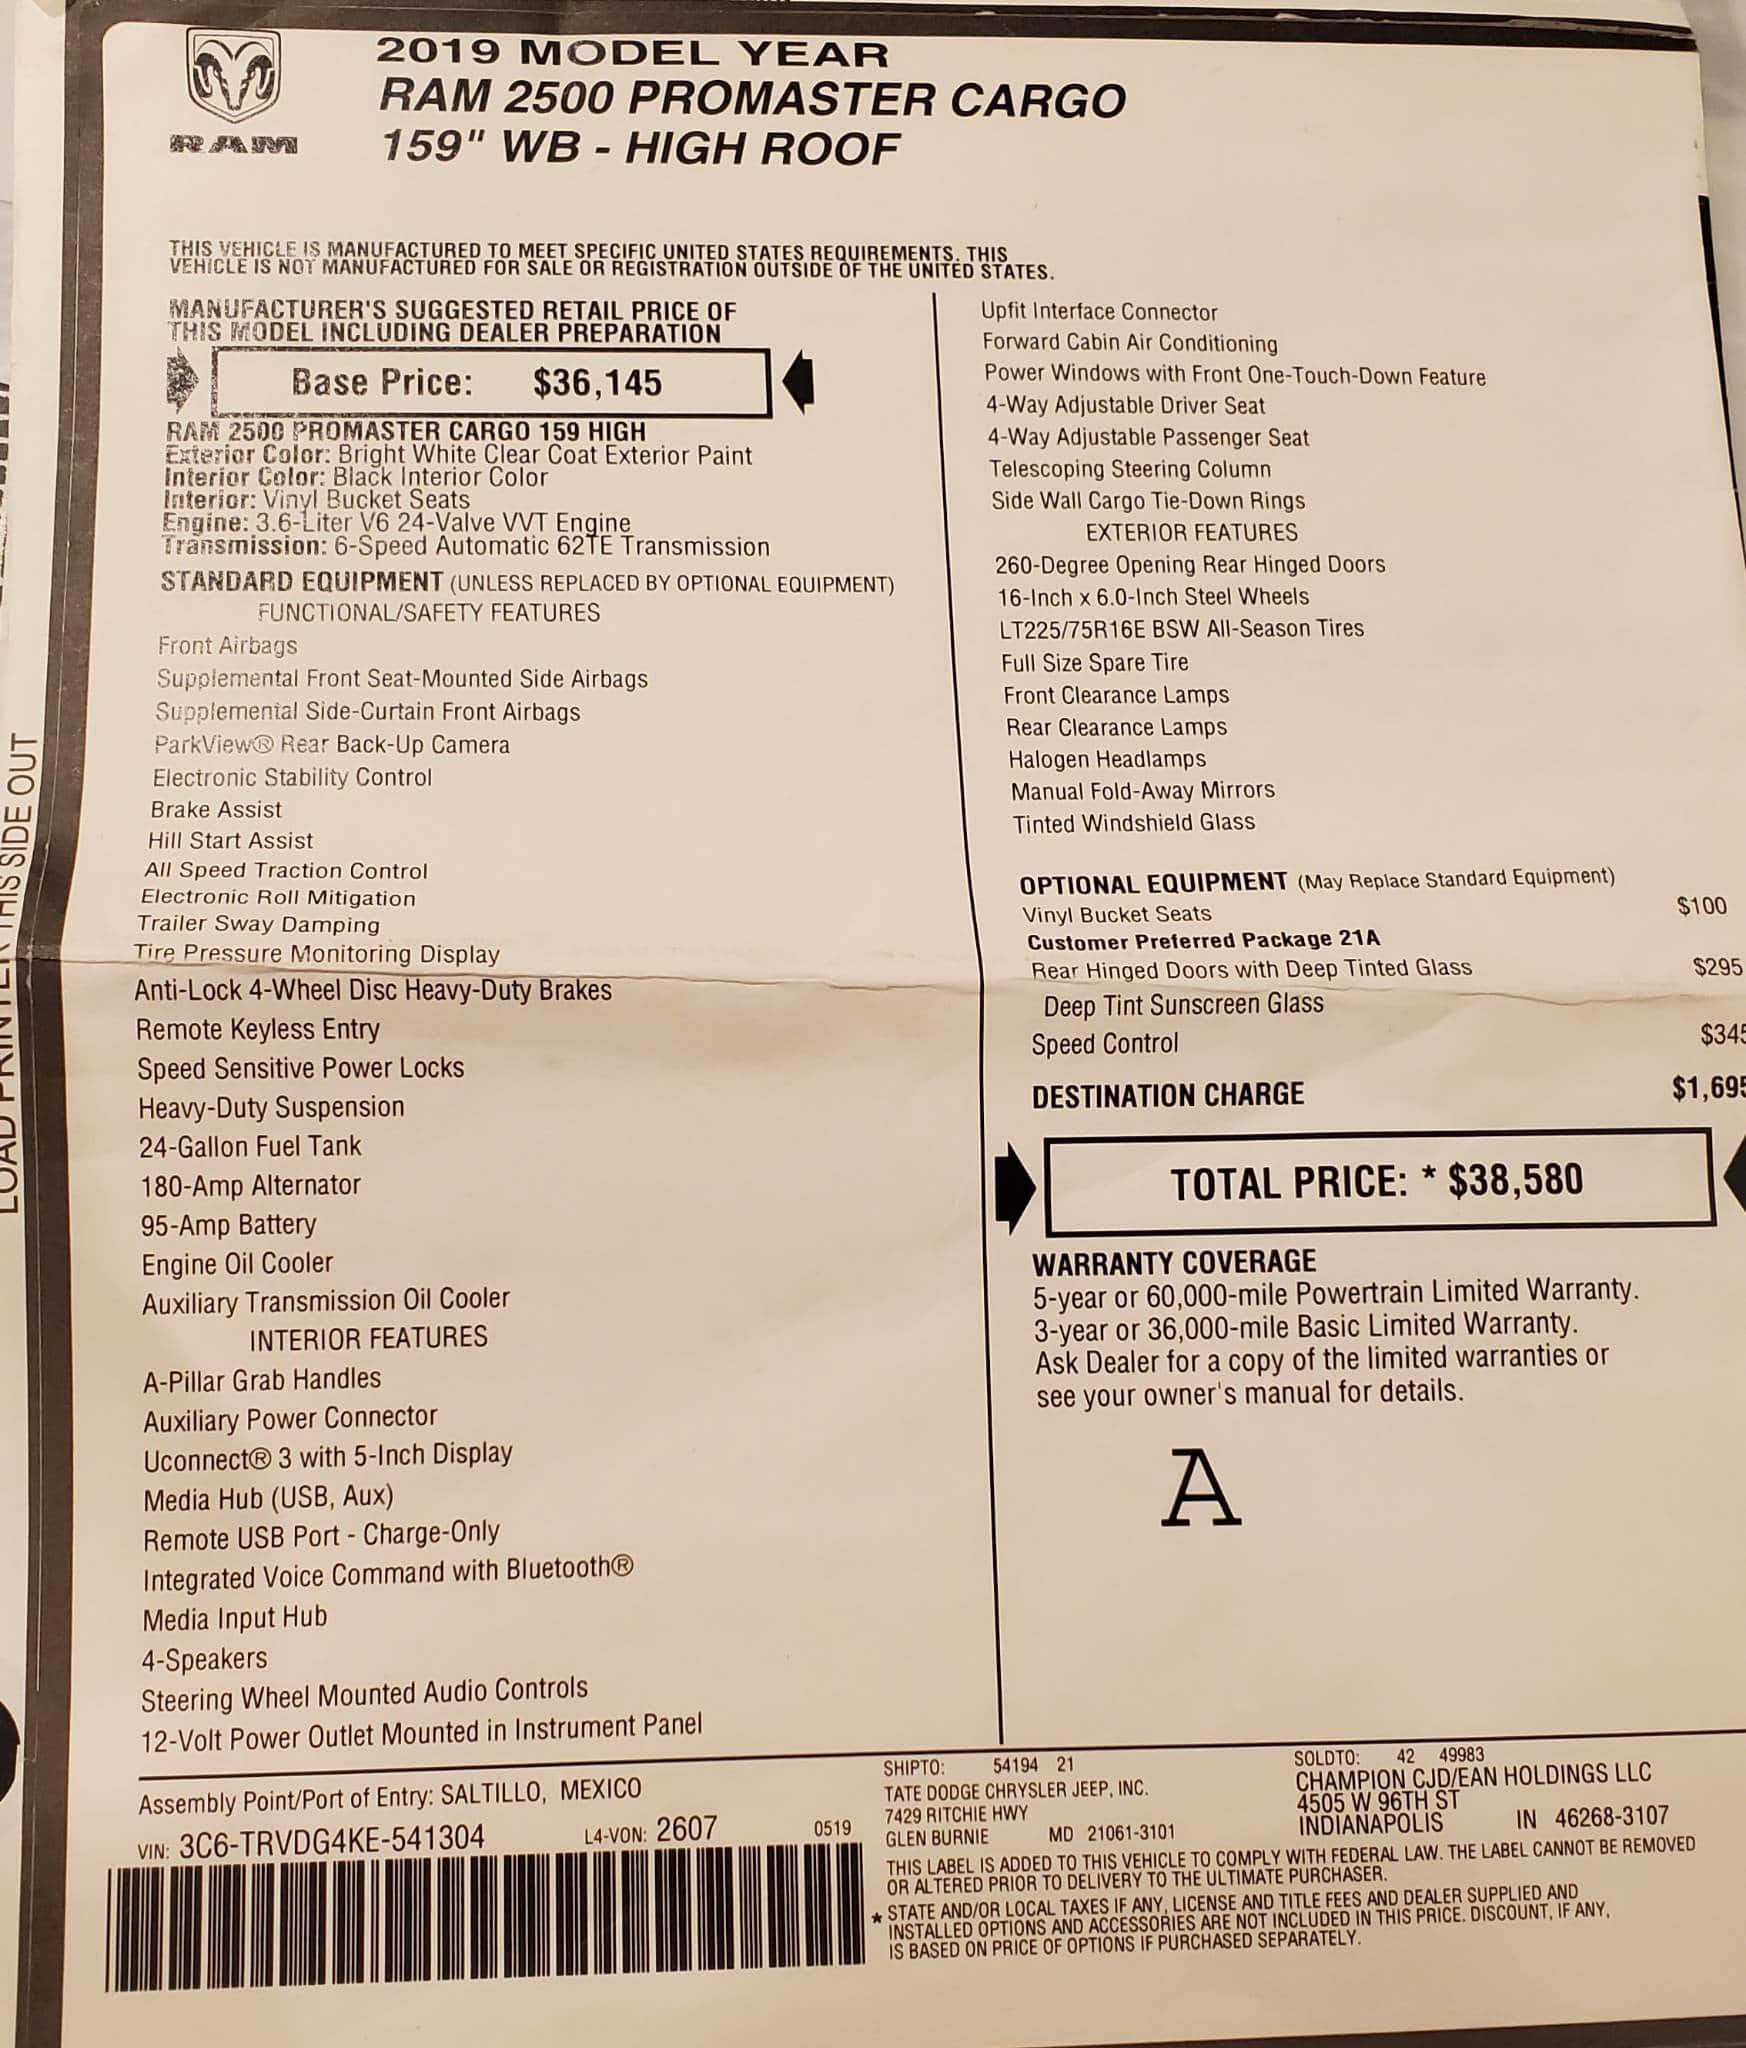 2019 MODEL YEAR
RAM 2500 PROMASTER CARGO
159" WB - HIGH ROOF
RAM
THIS VEHICLE IS MANUFACTURED TO MEET SPECIFIC UNITED STATES REQUIREMENTS. THIS
VEHICLE IS NOT MANUFACTURED FOR SALE OR REGISTRATION OUTSIDE OF THE UNITED STATES.
MANUFACTURER'S SUGGESTED RETAIL PRICE OF
THIS MODEL INCLUDING DEALER PREPARATION
Base Price: $36,145
RAM 2500 PROMASTER CARGO 159 HIGH
Exterior Color: Bright White Clear Coat Exterior Paint
Interior Color: Black Interior Color
Interior: Vinyl Bucket Seats
Engine: 3.6-Liter V6 24-Valve VVT Engine
Transmission: 6-Speed Automatic 62TE Transmission
STANDARD EQUIPMENT (UNLESS REPLACED BY OPTIONAL EQUIPMENT)
FUNCTIONAL/SAFETY FEATURES
Front Airbags
Supplemental Front Seat-Mounted Side Airbags
Supplemental Side-Curtain Front Airbags
ParkView® Rear Back-Up Camera
Electronic Stability Control
Brake Assist
Hill Start Assist
All Speed Traction Control
Electronic Roll Mitigation
Trailer Sway Damping
Tire Pressure Monitoring Display
Anti-Lock 4-Wheel Disc Heavy-Duty Brakes
Remote Keyless Entry
Speed Sensitive Power Locks
Heavy-Duty Suspension
24-Gallon Fuel Tank
180-Amp Alternator
95-Amp Battery
Engine Oil Cooler
Auxiliary Transmission Oil Cooler
INTERIOR FEATURES
A-Pillar Grab Handles
Auxiliary Power Connector
Uconnect® 3 with 5-Inch Display
Media Hub (USB, Aux)
Remote USB Port - Charge-Only
Integrated Voice Command with Bluetooth®
Media Input Hub
4-Speakers
Steering Wheel Mounted Audio Controls
12-Volt Power Outlet Mounted in Instrument Panel
Upfit Interface Connector
Forward Cabin Air Conditioning
Power Windows with Front One-Touch-Down Feature
4-Way Adjustable Driver Seat
4-Way Adjustable Passenger Seat
Telescoping Steering Column
Side Wall Cargo Tie-Down Rings
EXTERIOR FEATURES
260-Degree Opening Rear Hinged Doors
16-Inch x 6.0-Inch Steel Wheels
LT225/75R16E BSW All-Season Tires
Full Size Spare Tire
Front Clearance Lamps
Rear Clearance Lamps
Halogen Headlamps
Manual Fold-Away Mirrors
Tinted Windshield Glass
OPTIONAL EQUIPMENT (May Replace Standard Equipment)
Vinyl Bucket Seats $100
Customer Preferred Package 21A
Rear Hinged Doors with Deep Tinted Glass $295
Deep Tint Sunscreen Glass
Speed Control $345
DESTINATION CHARGE $1,695
TOTAL PRICE: * $38,580
WARRANTY COVERAGE
5-year or 60,000-mile Powertrain Limited Warranty.
3-year or 36,000-mile Basic Limited Warranty.
Ask Dealer for a copy of the limited warranties or
see your owner's manual for details.
A
Assembly Point/Port of Entry: SALTILLO, MEXICO
VIN: 3C6-TRVDG4KE-541304 L4-VON: 2607 0519
SHIPTO: 54194 21
TATE DODGE CHRYSLER JEEP, INC.
7429 RITCHIE HWY
GLEN BURNIE MD 21061-3101
SOLDTO: 42 49983
CHAMPION CJD/EAN HOLDINGS LLC
4505 W 96TH ST
INDIANAPOLIS IN 46268-3107
THIS LABEL IS ADDED TO THIS VEHICLE TO COMPLY WITH FEDERAL LAW. THE LABEL CANNOT BE REMOVED
OR ALTERED PRIOR TO DELIVERY TO THE ULTIMATE PURCHASER.
* STATE AND/OR LOCAL TAXES IF ANY, LICENSE AND TITLE FEES AND DEALER SUPPLIED AND
INSTALLED OPTIONS AND ACCESSORIES ARE NOT INCLUDED IN THIS PRICE. DISCOUNT, IF ANY,
IS BASED ON PRICE OF OPTIONS IF PURCHASED SEPARATELY.
LOAD PRINTER THIS SIDE OUT